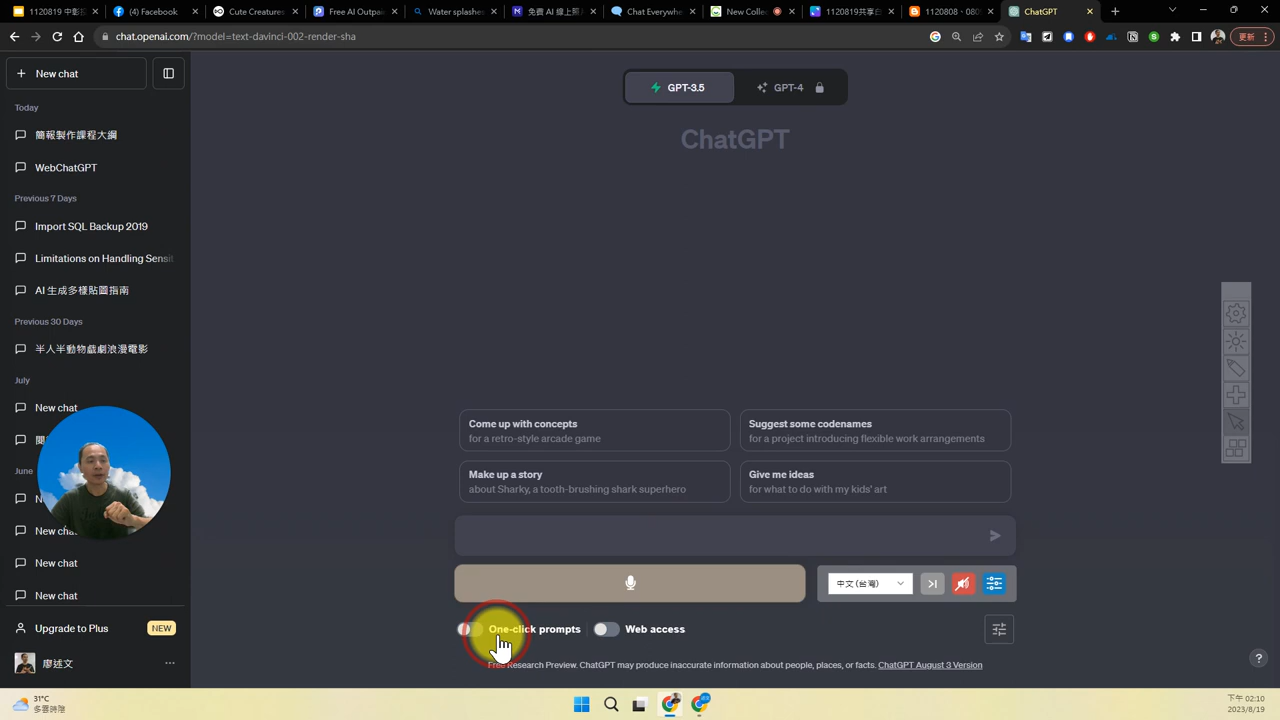 1120819 中彰投
(4) Facebook
Cute Creatures
Free AI Outpai
Water splashes
免費 AI 線上照
Chat Everywhe
New Collec
1120819共享白
1120808、080
ChatGPT
chat.openai.com/?model=text-davinci-002-render-sha
更新
New chat
GPT-3.5
GPT-4
ChatGPT
Today
簡報製作課程大綱
WebChatGPT
Previous 7 Days
Import SQL Backup 2019
Limitations on Handling Sensit
AI 生成多樣貼圖指南
Previous 30 Days
半人半動物戲劇浪漫電影
July
New chat
June
New chat
New chat
Upgrade to Plus
NEW
廖述文
Come up with concepts
for a retro-style arcade game
Suggest some codenames
for a project introducing flexible work arrangements
Make up a story
about Sharky, a tooth-brushing shark superhero
Give me ideas
for what to do with my kids' art
中文 (台灣)
One-click prompts
Web access
Free Research Preview. ChatGPT may produce inaccurate information about people, places, or facts. ChatGPT August 3 Version
?
31°C
多雲時陰
下午 02:10
2023/8/19